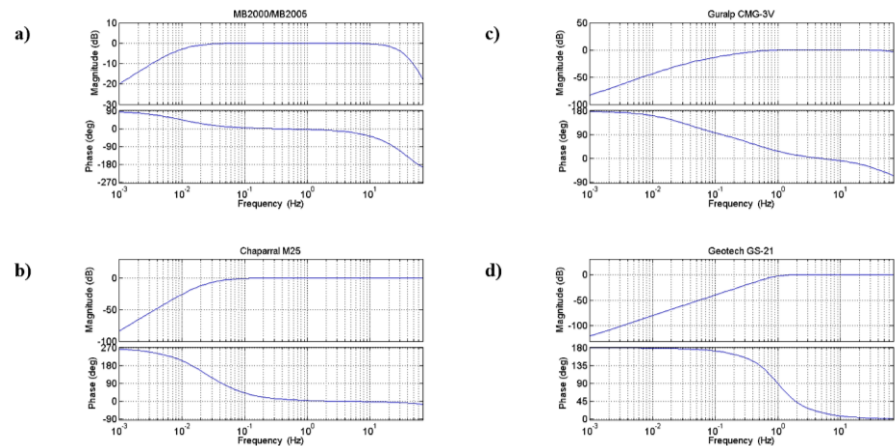 a)
MB2000/MB2005
Magnitude (dB)
10
0
-10
-20
-30
Phase (deg)
90
0
-90
-180
-270
10^-3 10^-2 10^-1 10^0 10^1
Frequency (Hz)
c)
Guralp CMG-3V
Magnitude (dB)
50
0
-50
-100
Phase (deg)
180
90
0
-90
10^-3 10^-2 10^-1 10^0 10^1
Frequency (Hz)
b)
Chaparral M25
Magnitude (dB)
0
-50
-100
Phase (deg)
270
180
90
0
-90
10^-3 10^-2 10^-1 10^0 10^1
Frequency (Hz)
d)
Geotech GS-21
Magnitude (dB)
0
-50
-100
Phase (deg)
180
135
90
45
0
10^-3 10^-2 10^-1 10^0 10^1
Frequency (Hz)